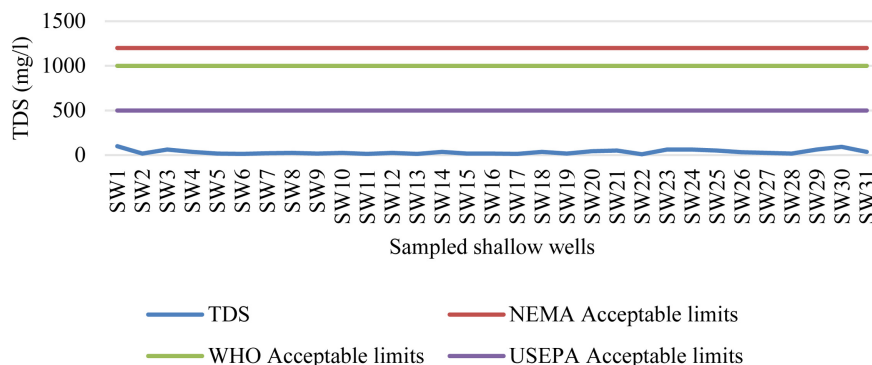 1500
1000
500
0
TDS (mg/l)
SW1
SW2
SW3
SW4
SW5
SW6
SW7
SW8
SW9
SW10
SW11
SW12
SW13
SW14
SW15
SW16
SW17
SW18
SW19
SW20
SW21
SW22
SW23
SW24
SW25
SW26
SW27
SW28
SW29
SW30
SW31
Sampled shallow wells
TDS
NEMA Acceptable limits
WHO Acceptable limits
USEPA Acceptable limits